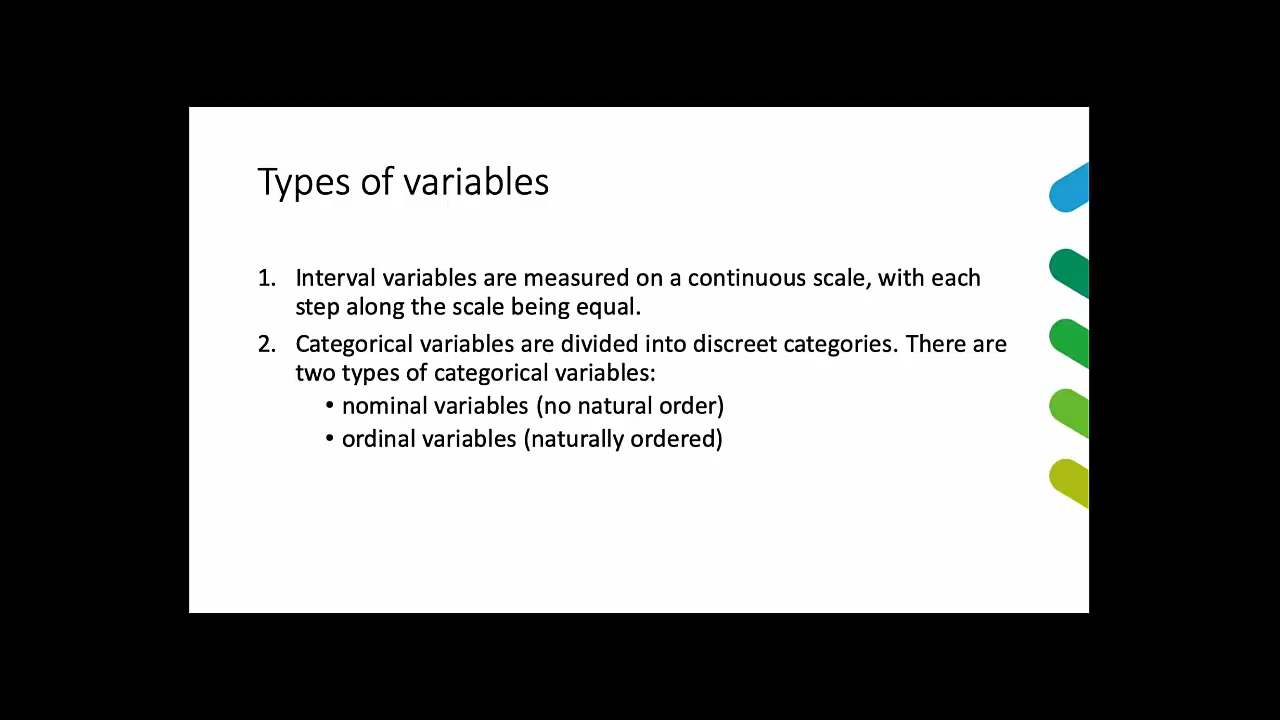 Types of variables
1. Interval variables are measured on a continuous scale, with each
step along the scale being equal.
2. Categorical variables are divided into discreet categories. There are
two types of categorical variables:
• nominal variables (no natural order)
• ordinal variables (naturally ordered)